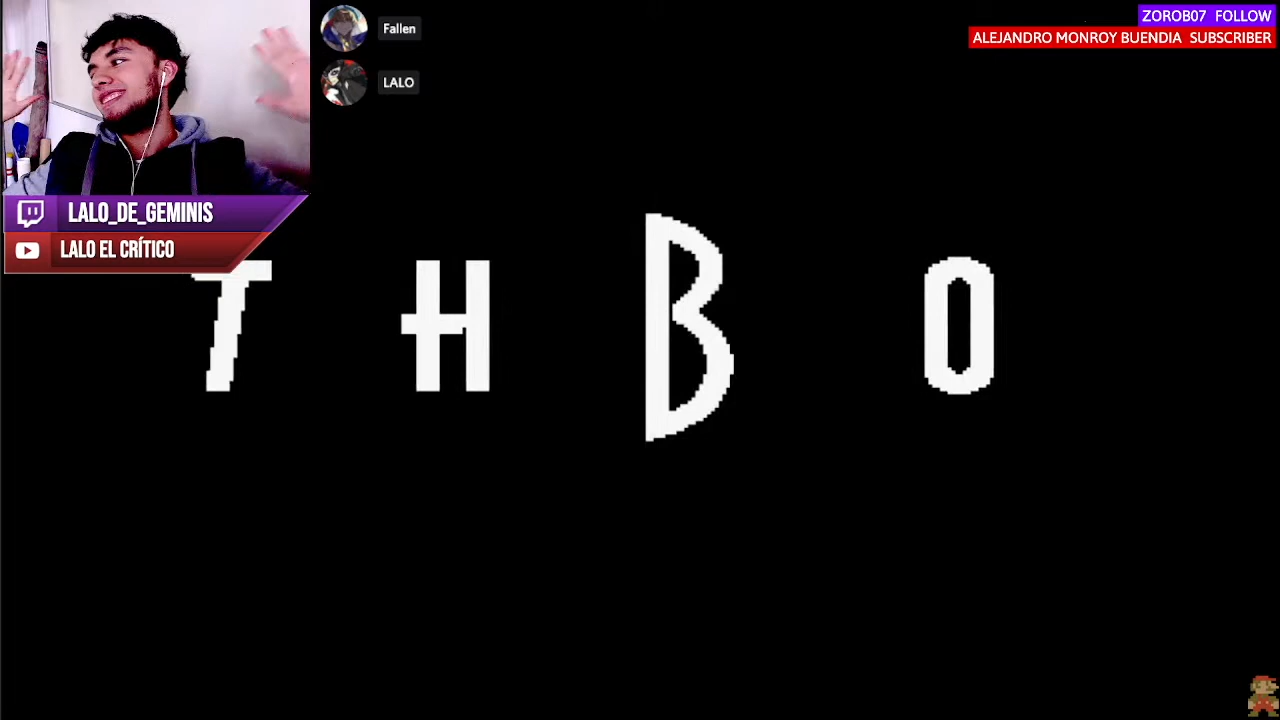 Fallen
LALO
ZOROB07 FOLLOW
ALEJANDRO MONROY BUENDIA SUBSCRIBER
LALO_DE_GEMINIS
LALO EL CRÍTICO
T H B O